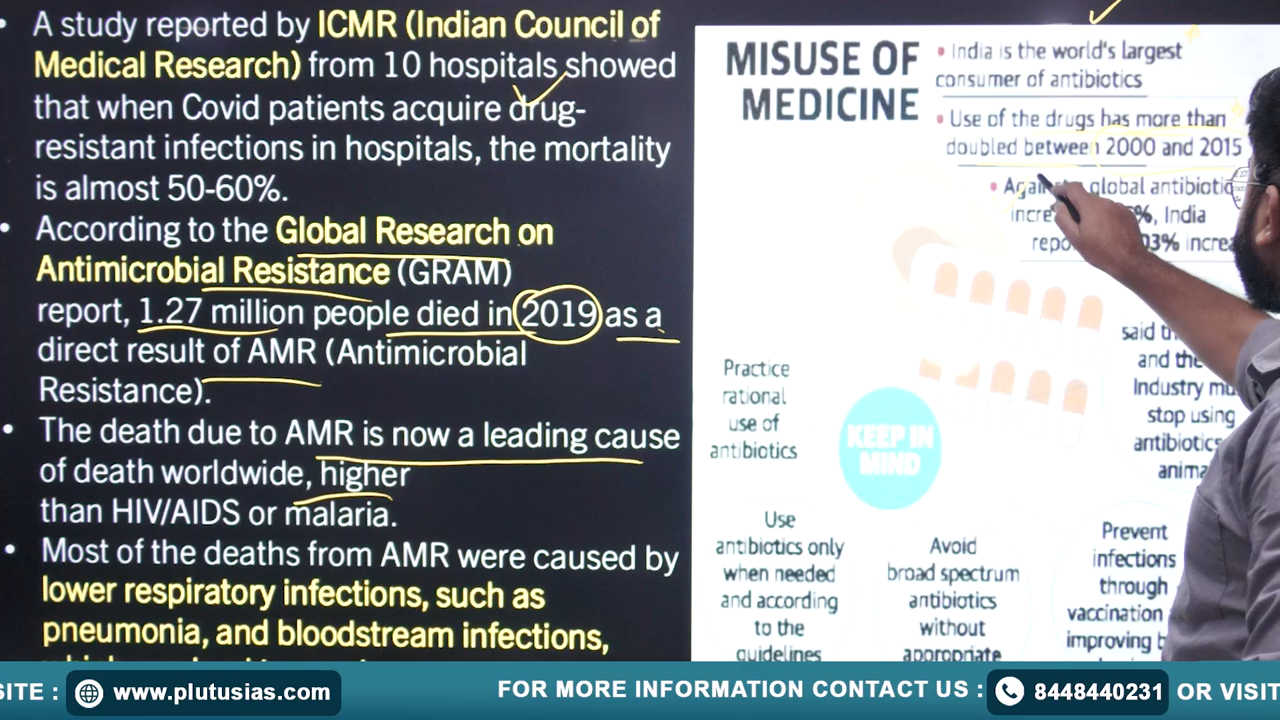 • A study reported by ICMR (Indian Council of
Medical Research) from 10 hospitals showed
that when Covid patients acquire drug-
resistant infections in hospitals, the mortality
is almost 50-60%.
• According to the Global Research on
Antimicrobial Resistance (GRAM)
report, 1.27 million people died in 2019 as a
direct result of AMR (Antimicrobial
Resistance).
• The death due to AMR is now a leading cause
of death worldwide, higher
than HIV/AIDS or malaria.
• Most of the deaths from AMR were caused by
lower respiratory infections, such as
pneumonia, and bloodstream infections,
MISUSE OF
MEDICINE
• India is the world's largest
consumer of antibiotics
• Use of the drugs has more than
doubled between 2000 and 2015
• global antibiotic
India
Practice
rational
use of
antibiotics
KEEP IN
MIND
said
and the
Industry
stop using
antibiotics
Use
antibiotics only
when needed
and according
to the
guidelines
Avoid
broad spectrum
antibiotics
without
appropriate
Prevent
infections
through
vaccination
improving
SITE : www.plutusias.com FOR MORE INFORMATION CONTACT US : 8448440231 OR VISIT